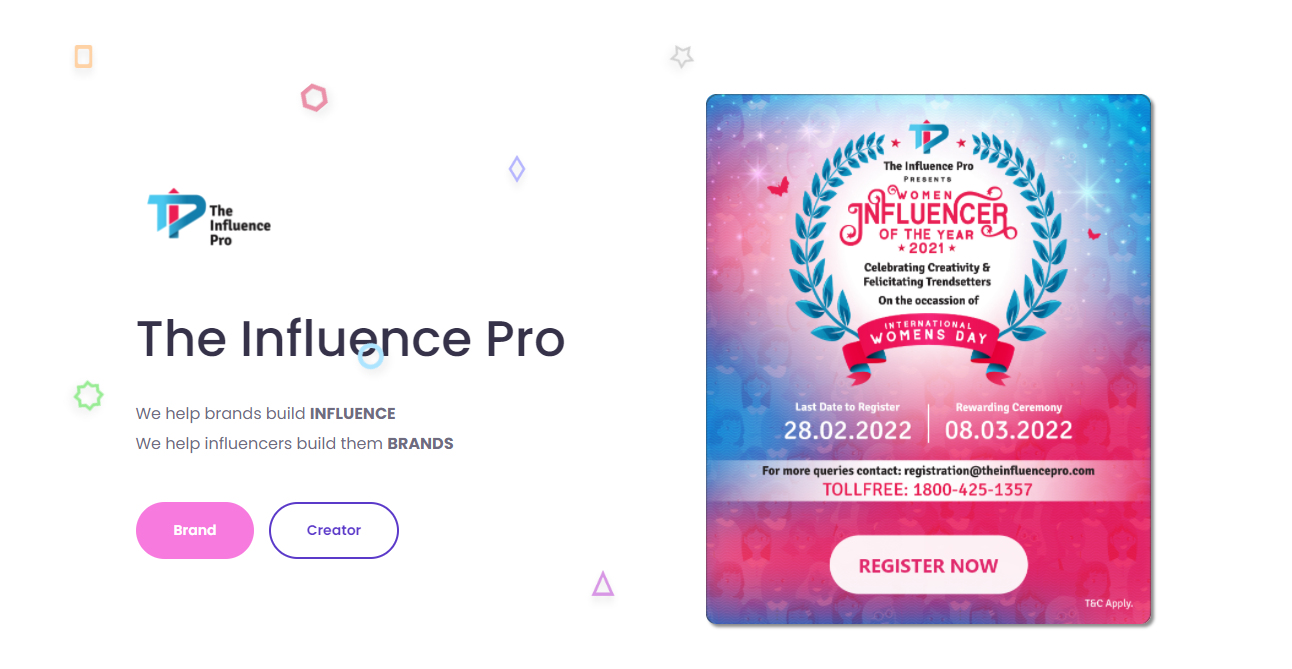 The
Influence
Pro
The Influence Pro
We help brands build INFLUENCE
We help influencers build them BRANDS
Brand
Creator
TIP
The Influence Pro
PRESENTS
WOMEN
INFLUENCER
OF THE YEAR
2021
Celebrating Creativity &
Felicitating Trendsetters
On the occassion of
INTERNATIONAL
WOMENS DAY
Last Date to Register
28.02.2022
Rewarding Ceremony
08.03.2022
For more queries contact: registration@theinfluencepro.com
TOLLFREE: 1800-425-1357
REGISTER NOW
T&C Apply.